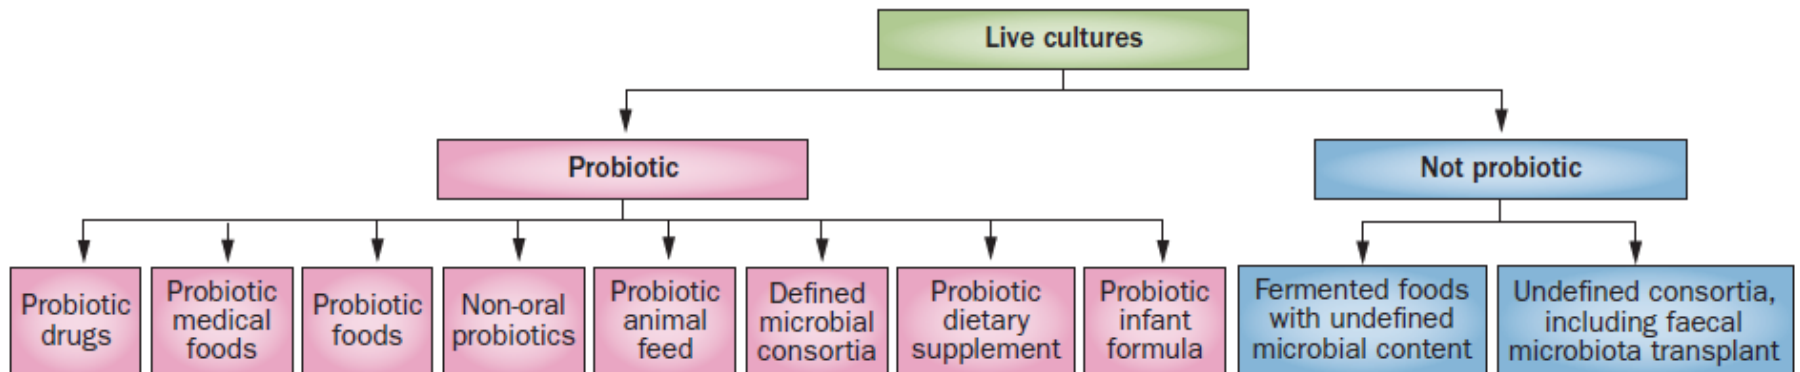 Live cultures
Probiotic
Not probiotic
Probiotic
drugs
Probiotic
medical
foods
Probiotic
foods
Non-oral
probiotics
Probiotic
animal
feed
Defined
microbial
consortia
Probiotic
dietary
supplement
Probiotic
infant
formula
Fermented foods
with undefined
microbial content
Undefined consortia,
including faecal
microbiota transplant